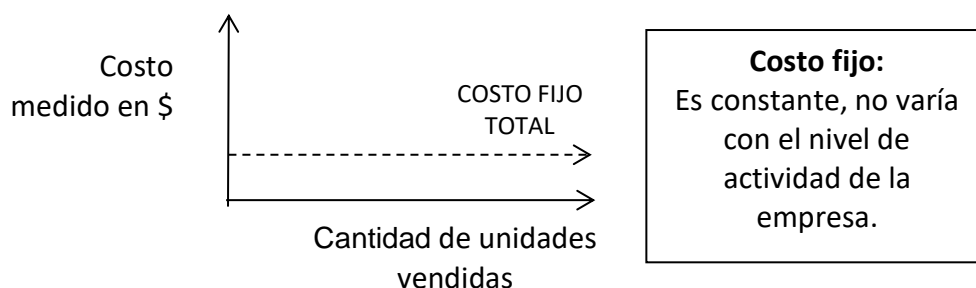 Costo
medido en $
COSTO FIJO
TOTAL
Cantidad de unidades
vendidas
Costo fijo:
Es constante, no varía
con el nivel de
actividad de la
empresa.